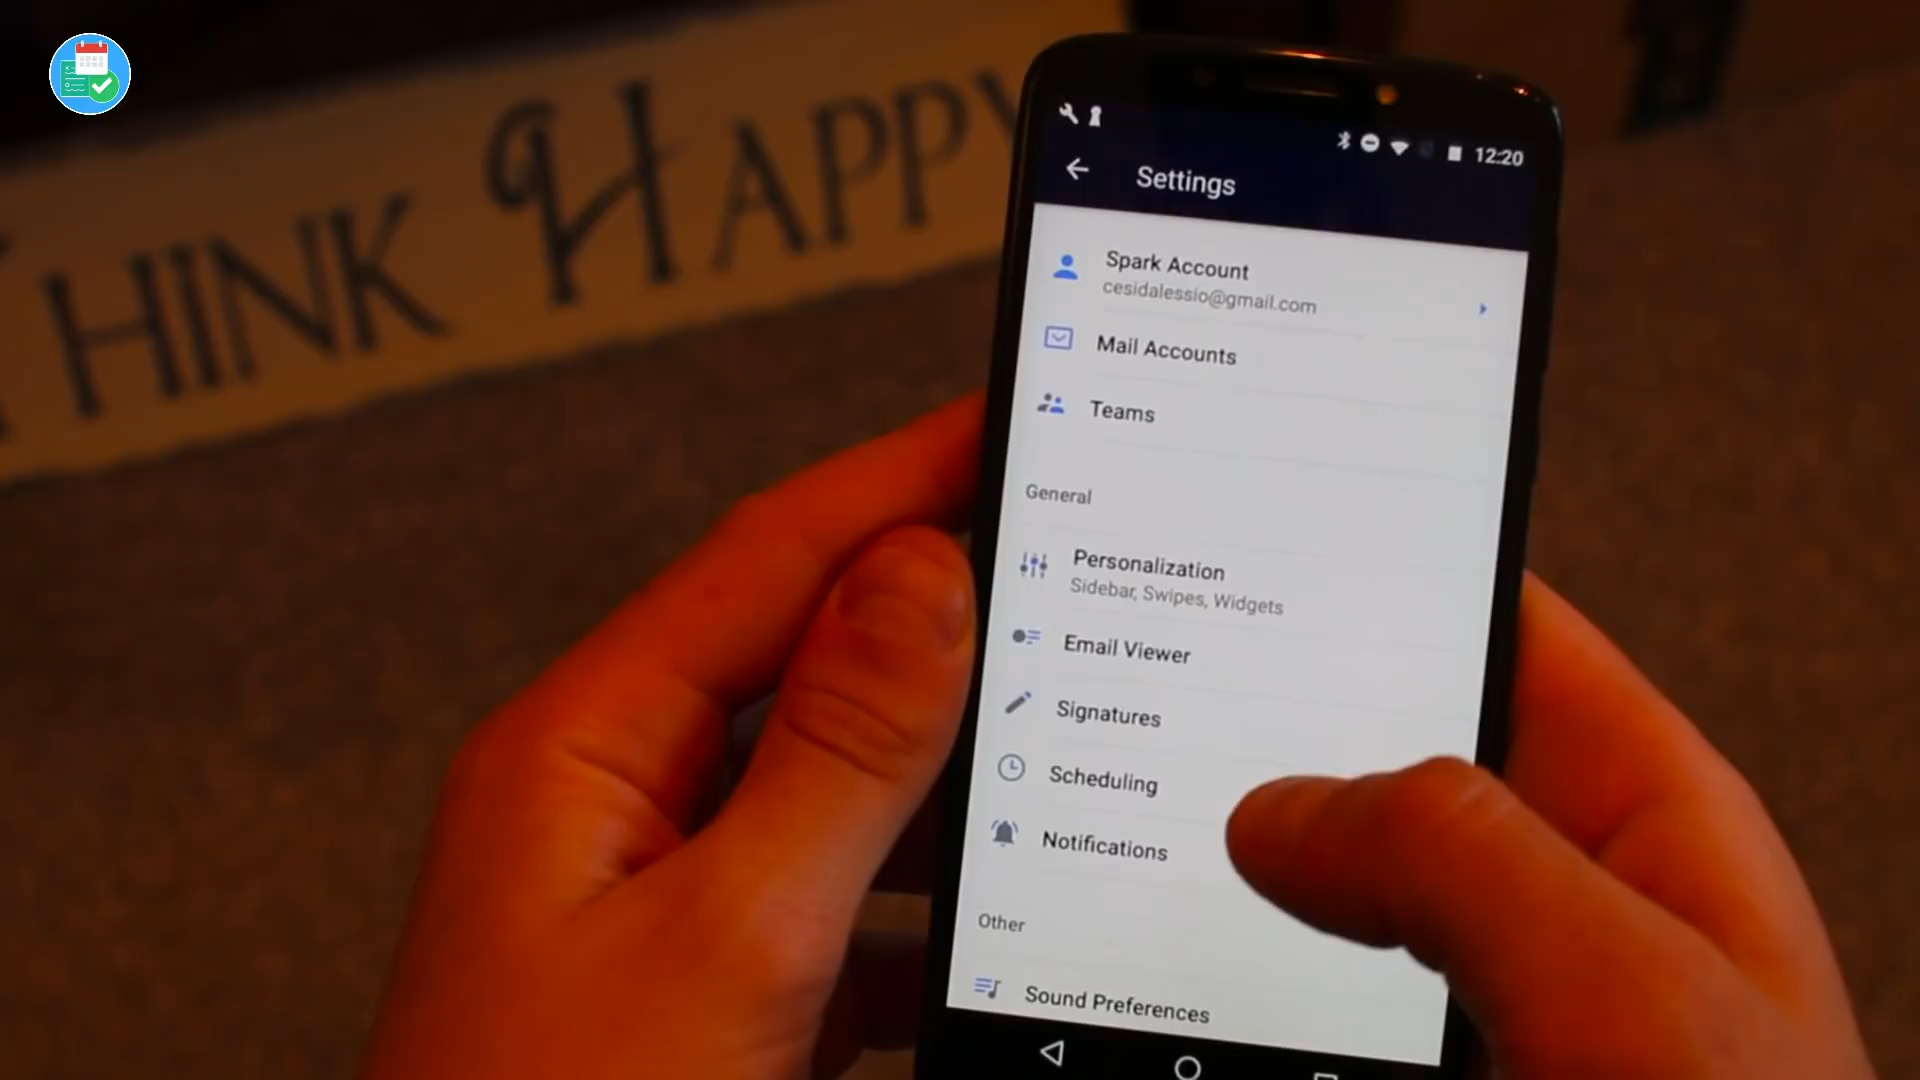 THINK HAPPY
12:20
Settings
Spark Account
cesidalessio@gmail.com
Mail Accounts
Teams
General
Personalization
Sidebar, Swipes, Widgets
Email Viewer
Signatures
Scheduling
Notifications
Other
Sound Preferences